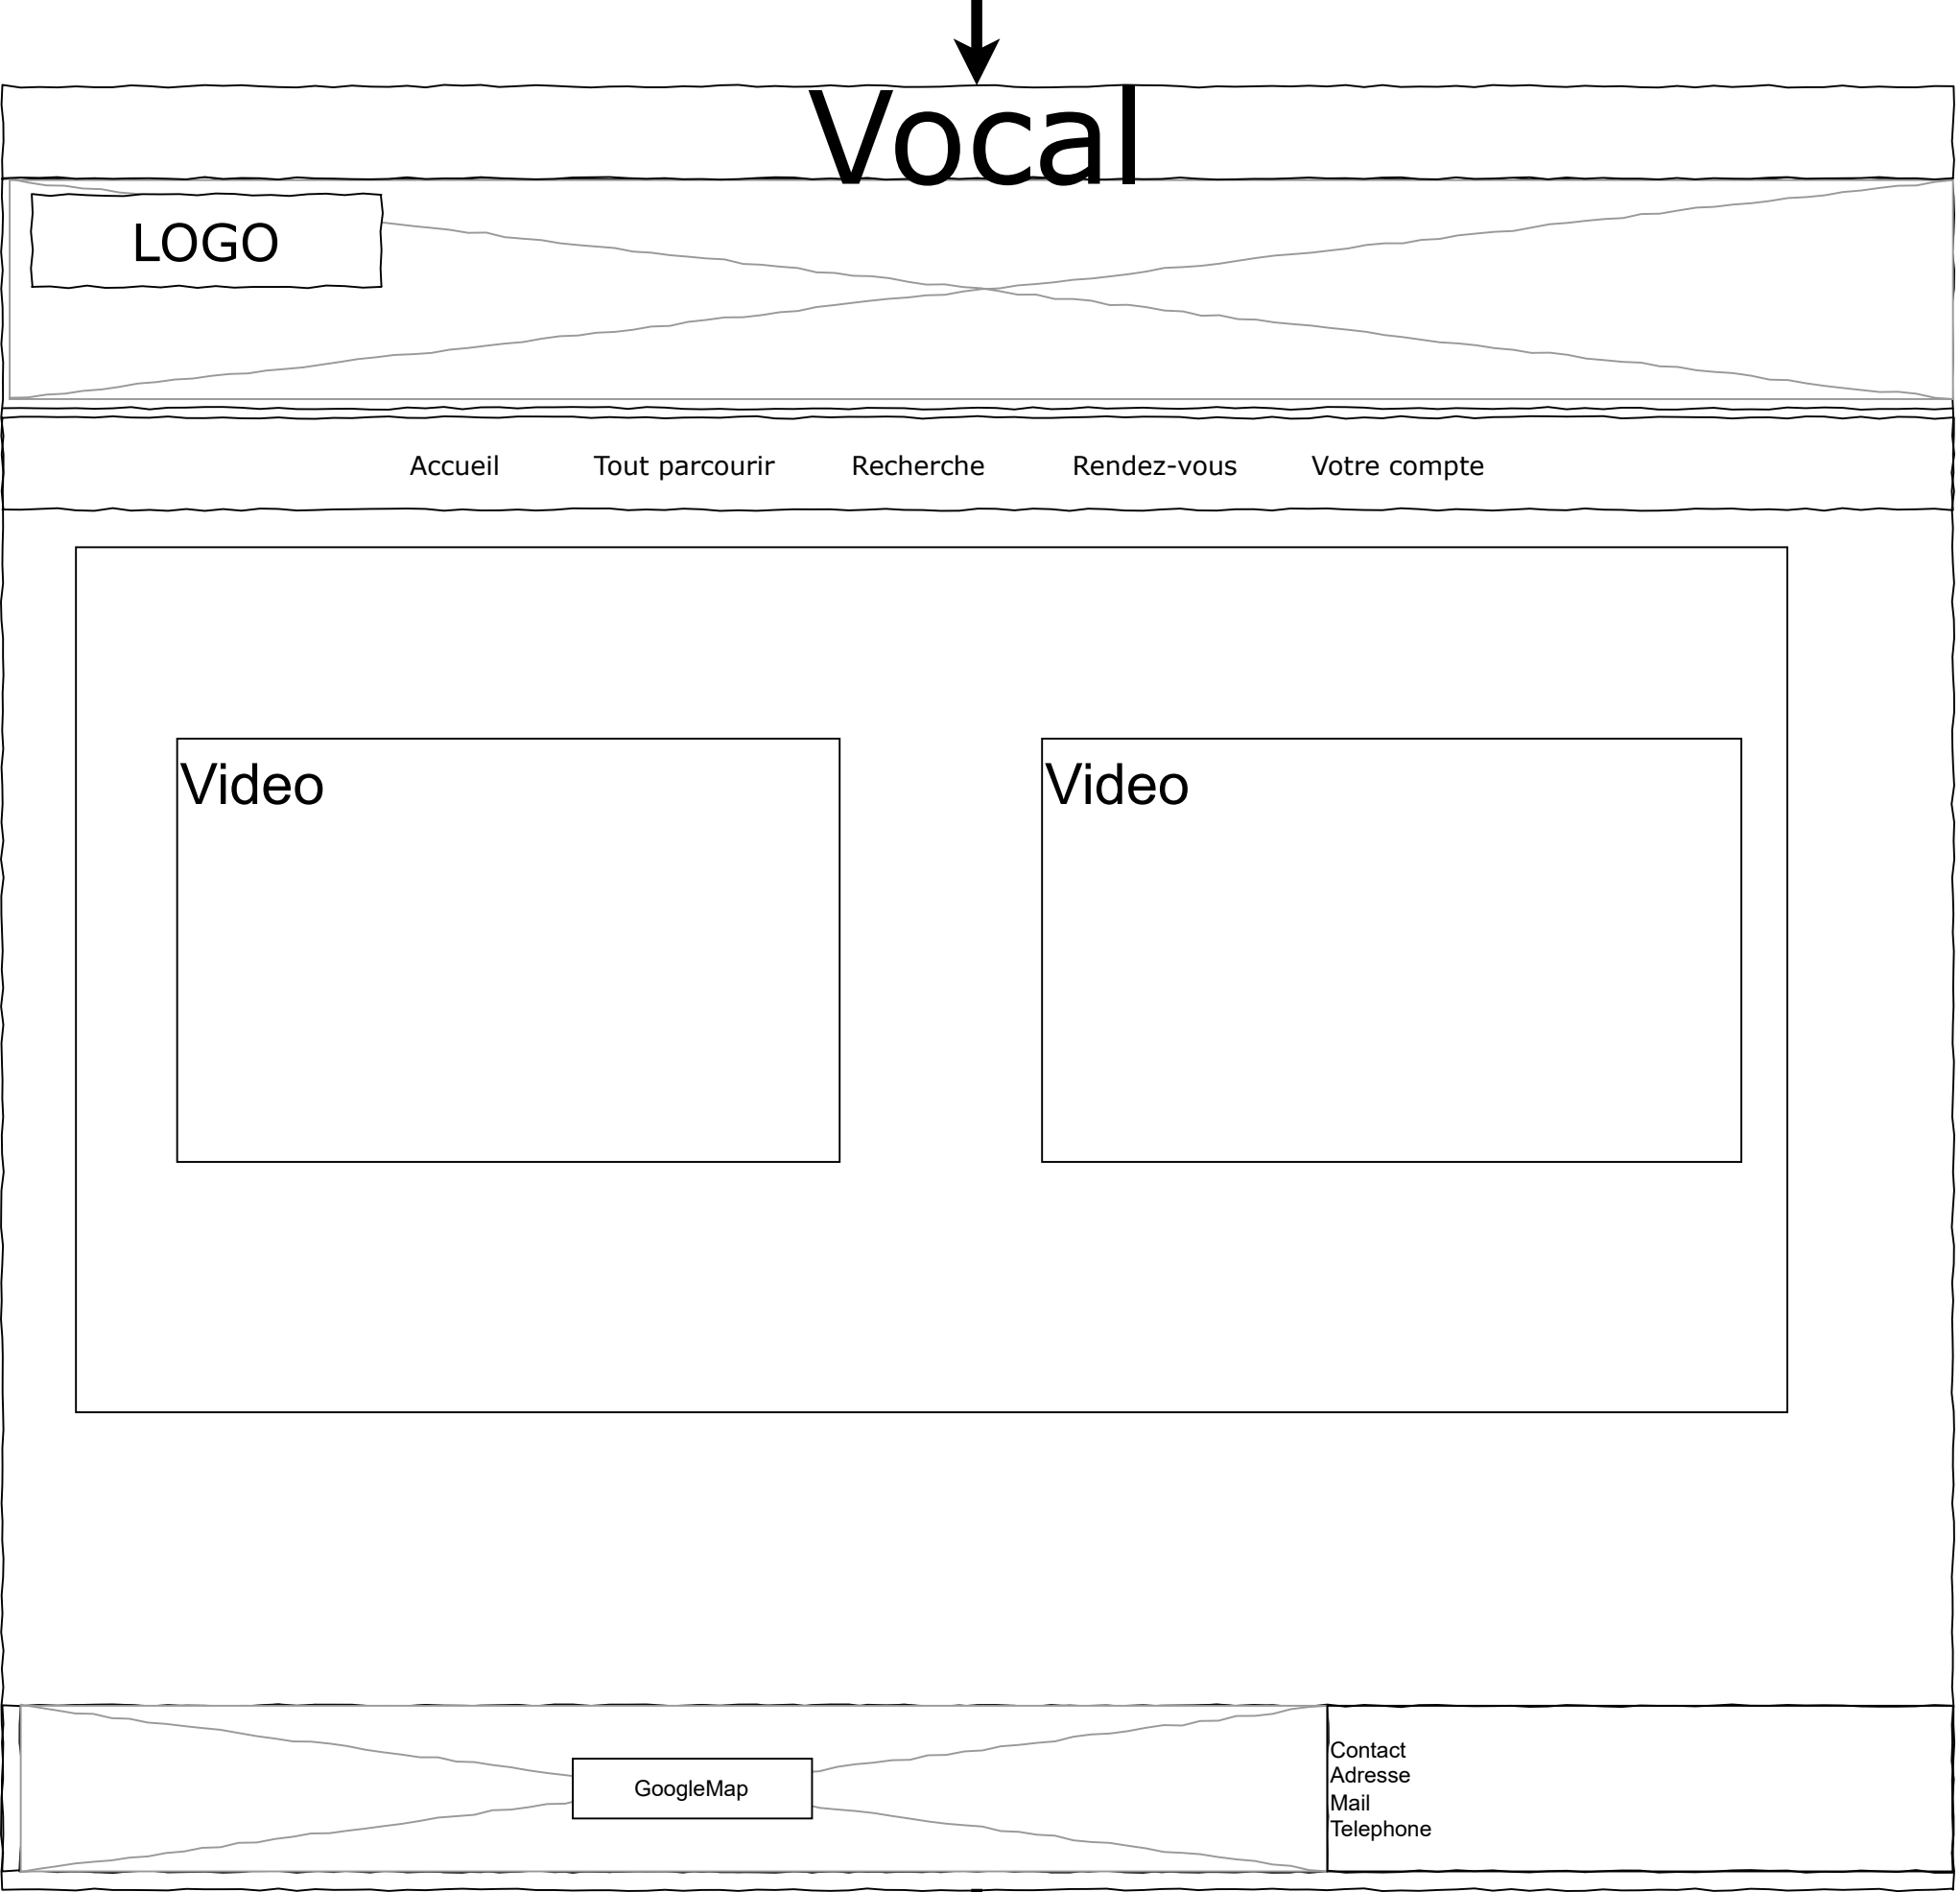 Vocal
LOGO
Accueil Tout parcourir Recherche Rendez-vous Votre compte
Video Video
GoogleMap
Contact
Adresse
Mail
Telephone